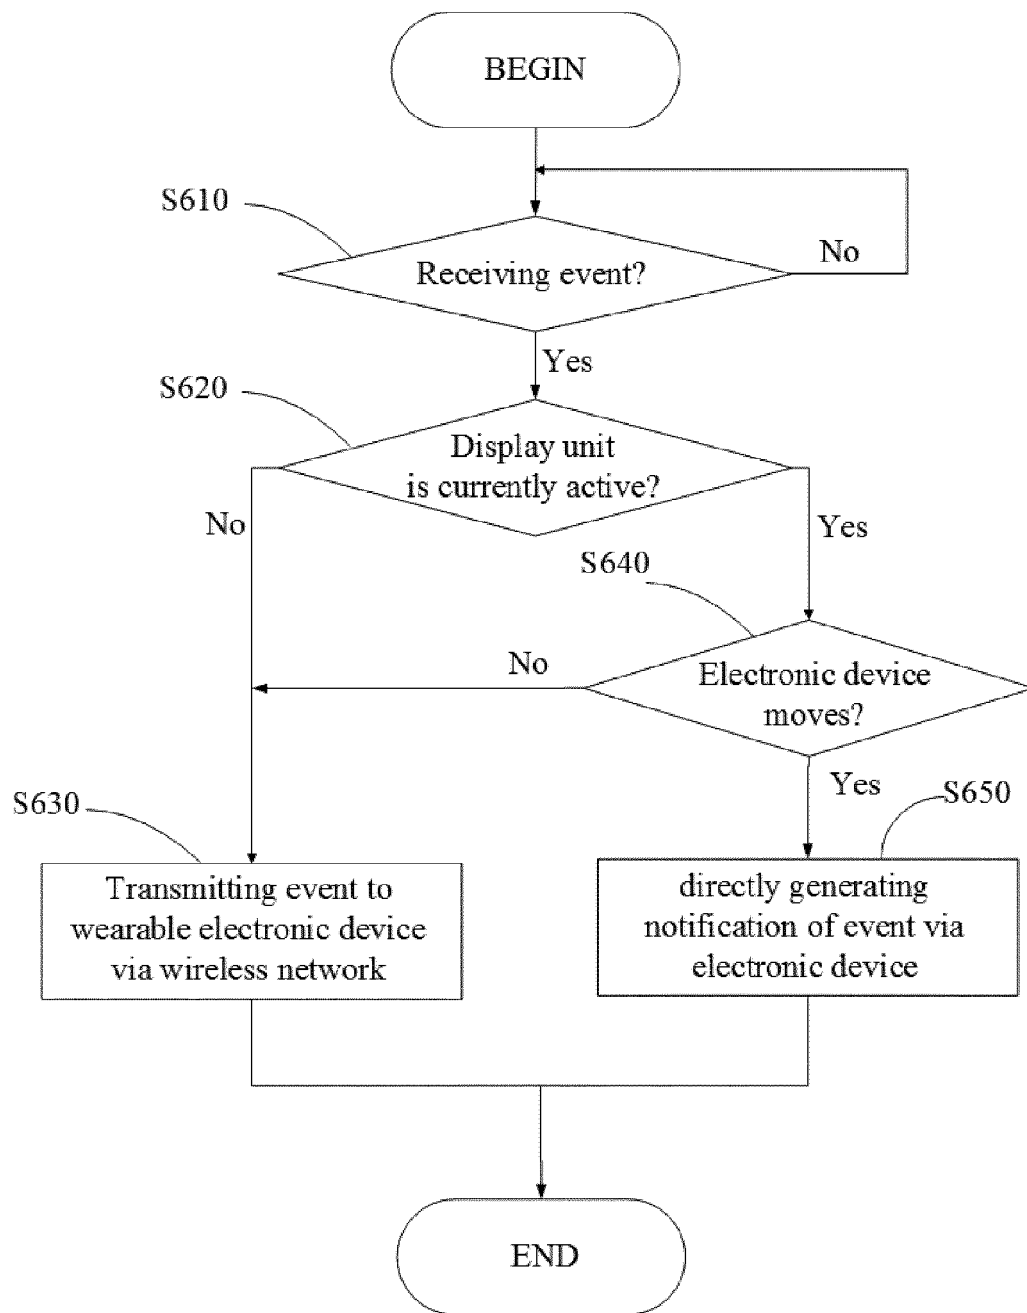 BEGIN
S610
Receiving event?
No
Yes
S620
Display unit
is currently active?
No
Yes
S640
No
Electronic device
moves?
Yes
S630
S650
Transmitting event to
wearable electronic device
via wireless network
directly generating
notification of event via
electronic device
END